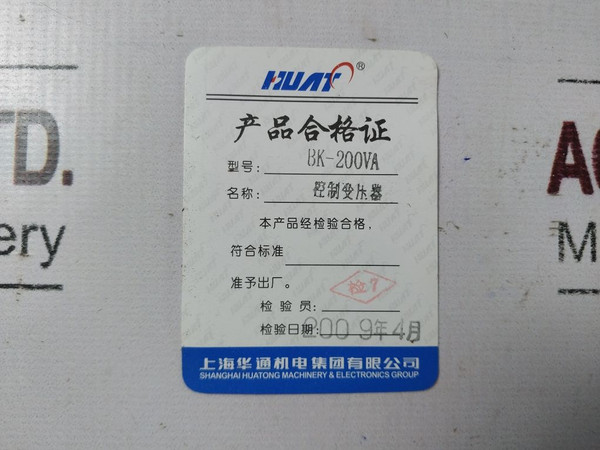 HUAT®
产品合格证
型号: BK-200VA
名称: 控制变压器
本产品经检验合格,
符合标准
准予出厂。
检7
检 验 员:
检验日期: 2009年4月
上海华通机电集团有限公司
SHANGHAI HUATONG MACHINERY & ELECTRONICS GROUP
TD.
ery
AC
M